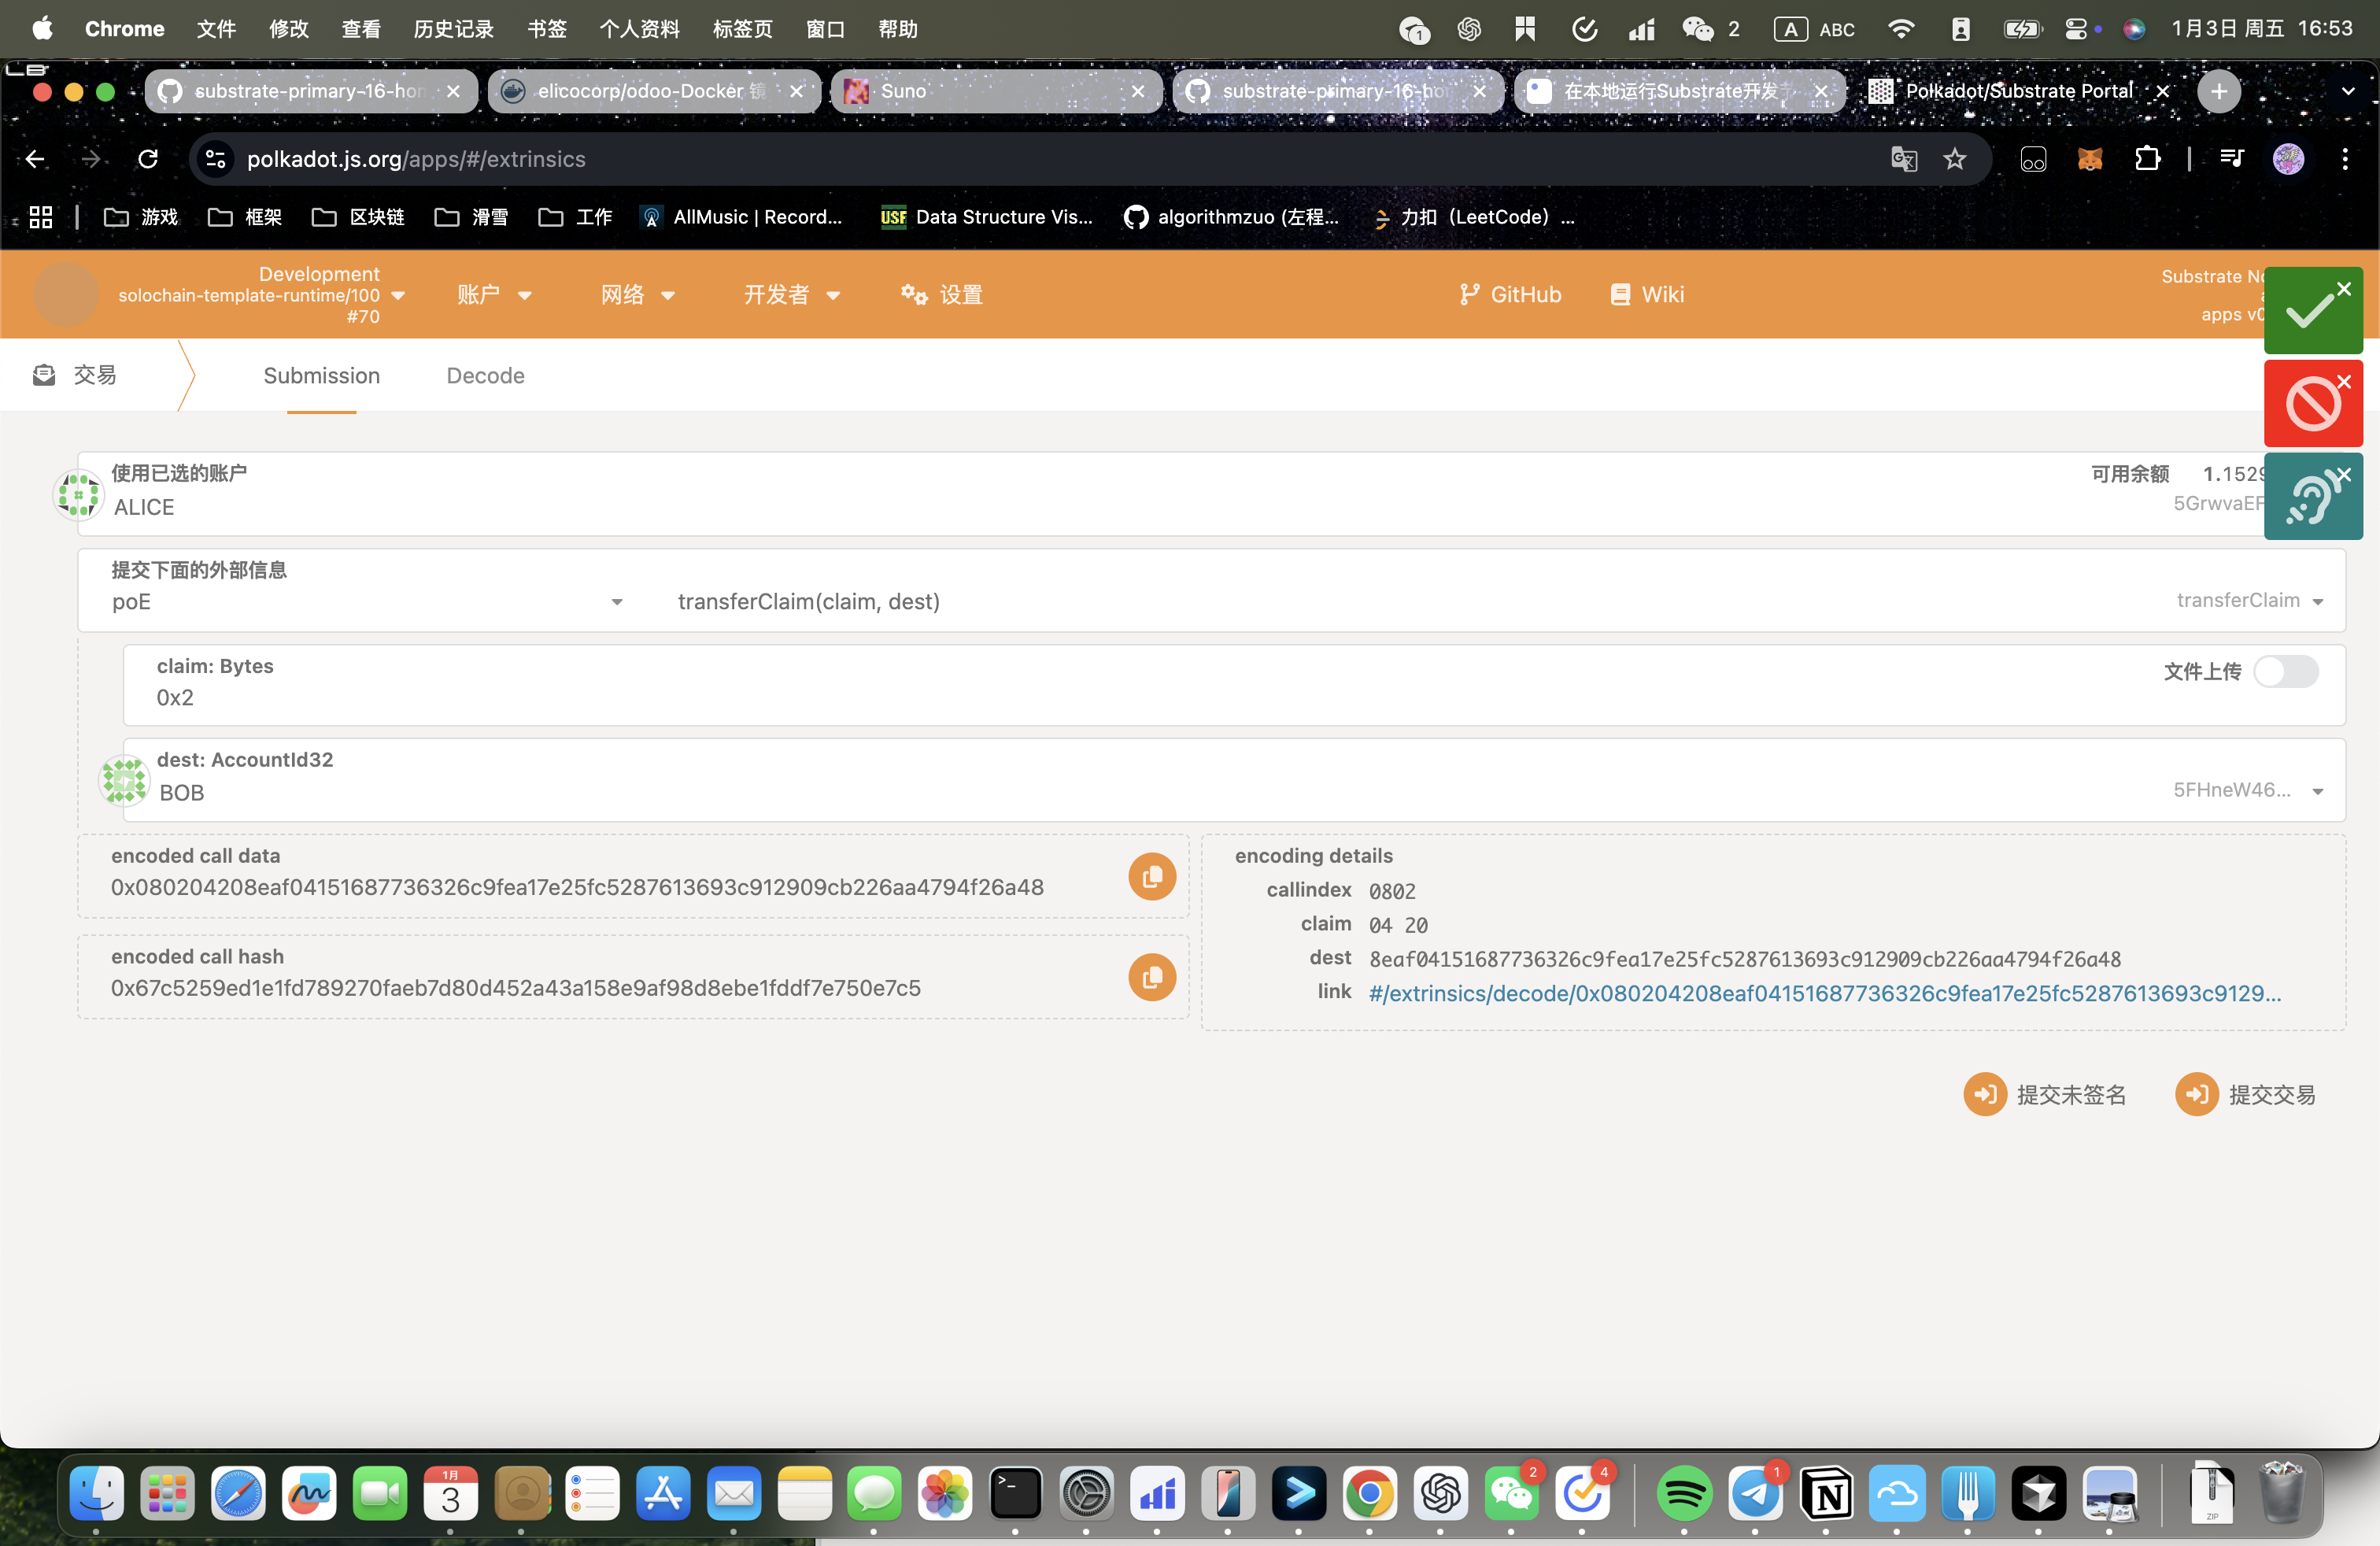 Chrome 文件 修改 查看 历史记录 书签 个人资料 标签页 窗口 帮助 1 2 A ABC 1月3日 周五 16:53
substrate-primary-16-hor elicocorp/odoo-Docker 镜 Suno substrate-primary-16-ho 在本地运行Substrate开发节 Polkadot/Substrate Portal
polkadot.js.org/apps/#/extrinsics
游戏 框架 区块链 滑雪 工作 AllMusic | Record... USF Data Structure Vis... algorithmzuo (左程... 力扣（LeetCode）...
Development
solochain-template-runtime/100
#70
账户 网络 开发者 设置 GitHub Wiki
Substrate No
apps v0
交易 Submission Decode
使用已选的账户
ALICE
可用余额 1.1529
5GrwvaEF
提交下面的外部信息
poE transferClaim(claim, dest) transferClaim
claim: Bytes
0x2
文件上传
dest: AccountId32
BOB 5FHneW46...
encoded call data
0x080204208eaf04151687736326c9fea17e25fc5287613693c912909cb226aa4794f26a48
encoded call hash
0x67c5259ed1e1fd789270faeb7d80d452a43a158e9af98d8ebe1fddf7e750e7c5
encoding details
callindex 0802
claim 04 20
dest 8eaf04151687736326c9fea17e25fc5287613693c912909cb226aa4794f26a48
link #/extrinsics/decode/0x080204208eaf04151687736326c9fea17e25fc5287613693c9129...
提交未签名 提交交易
1月
3
2
4
1
ZIP